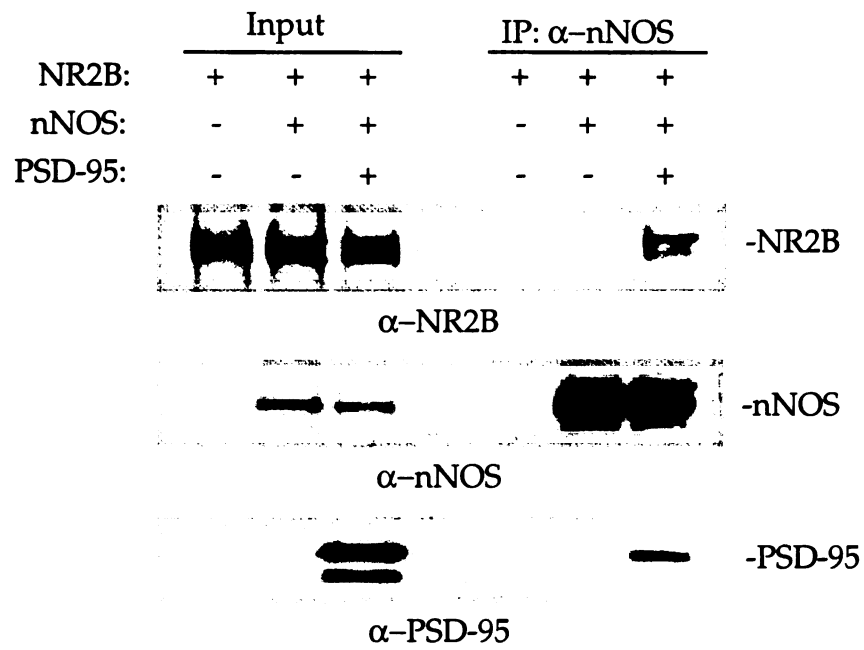 Input IP: α–nNOS
NR2B: + + + + + +
nNOS: - + + - + +
PSD-95: - - + - - +
-NR2B
α–NR2B
-nNOS
α–nNOS
-PSD-95
α–PSD-95